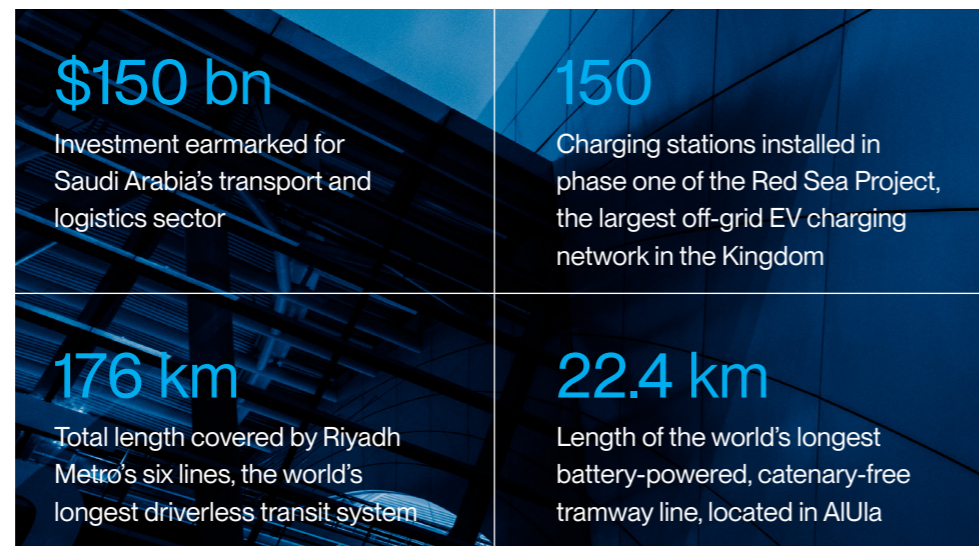 $150 bn
Investment earmarked for
Saudi Arabia's transport and
logistics sector
150
Charging stations installed in
phase one of the Red Sea Project,
the largest off-grid EV charging
network in the Kingdom
176 km
Total length covered by Riyadh
Metro's six lines, the world's
longest driverless transit system
22.4 km
Length of the world's longest
battery-powered, catenary-free
tramway line, located in AlUla